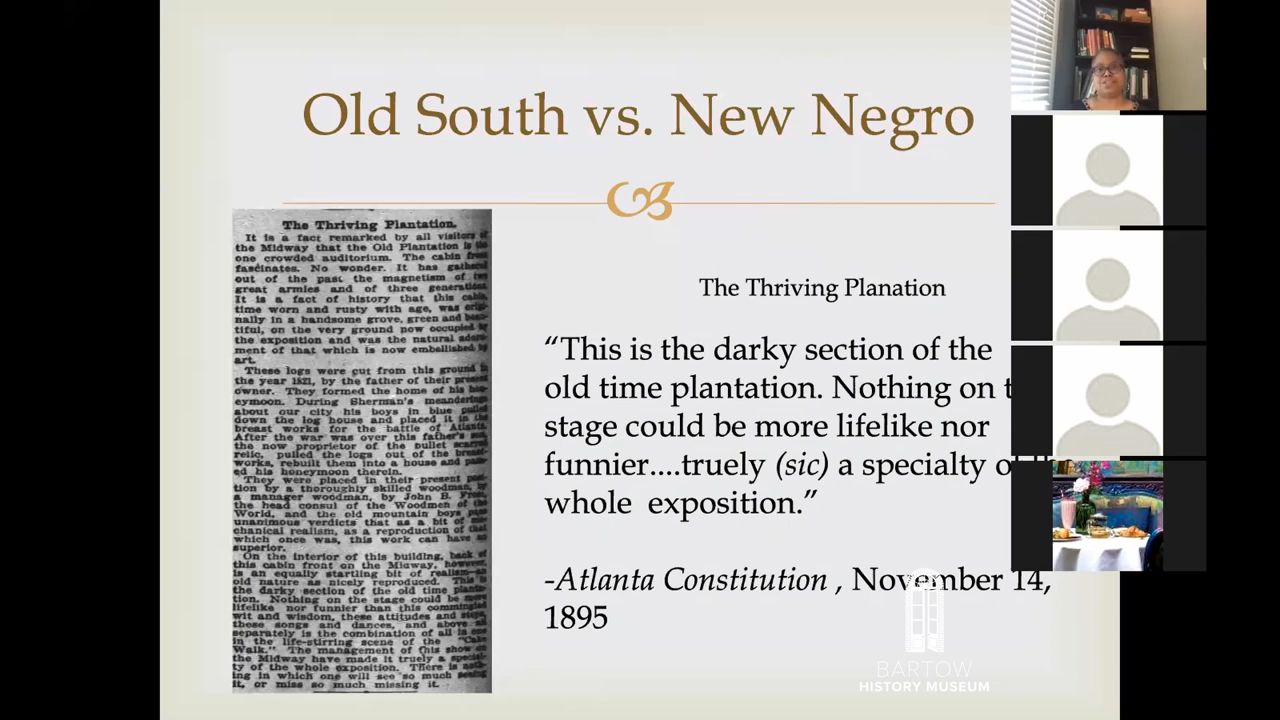 Old South vs. New Negro
The Thriving Plantation.
It is a fact remarked by all visitors of
the Midway that the Old Plantation is the
one crowded auditorium. The cabin front
fascinates. No wonder. It has gathered
out of the past the magnetism of two
great armies and of three generations.
It is a fact of history that this cabin,
time worn and rusty with age, was origi-
nally in a handsome grove, green and beau-
tiful, on the very ground now occupied by
the exposition and was the natural adorn-
ment of that which is now embellished by
art.
These logs were cut from this ground in
the year 1821, by the father of their present
owner. They formed the home of his hon-
eymoon. During Sherman's meanderings
about our city his boys in blue pulled
down the log house and placed it in the
breast works for the battle of Atlanta.
After the war was over this father's son,
the now proprietor of the bullet scarred
relic, pulled the logs out of the breast-
works, rebuilt them into a house and pass-
ed his honeymoon therein.
They were placed in their present posi-
tion by a thoroughly skilled woodman, by
a manager woodman, by John B. Frost,
the head consul of the Woodmen of the
World, and the old mountain boys pass
unanimous verdicts that as a bit of me-
chanical realism, as a reproduction of that
which once was, this work can have no
superior.
On the interior of this building, back of
this cabin front on the Midway, however,
is an equally startling bit of realism—an
old nature as nicely reproduced. This is
the darky section of the old time planta-
tion. Nothing on the stage could be more
lifelike nor funnier than this commingled
wit and wisdom, these attitudes and steps,
these songs and dances, and above all
separately is the combination of all in one
in the life-stirring scene of the "Cake
Walk." The management of this show on
the Midway have made it truely a special-
ty of the whole exposition. There is noth-
ing in which one will see so much seeing
it, or miss so much missing it.
The Thriving Planation
“This is the darky section of the
old time plantation. Nothing on t
stage could be more lifelike nor
funnier....truely (sic) a specialty of the
whole exposition.”
-Atlanta Constitution , November 14,
1895
BARTOW
HISTORY MUSEUM